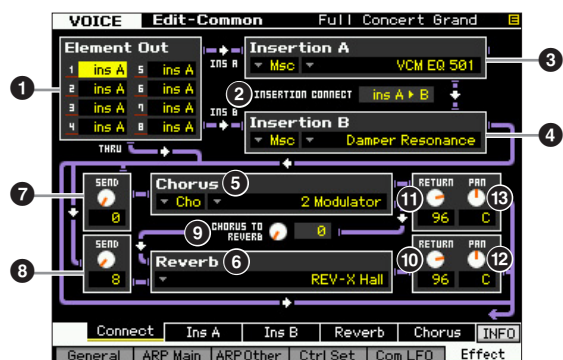 VOICE Edit-Common Full Concert Grand E
Element Out
1 ins A 5 ins A
2 ins A 6 ins A
3 ins A 7 ins A
4 ins A 8 ins A
1
INS A
Insertion A
Msc VCM EQ 501
3
2 INSERTION CONNECT ins A▶B
INS B
Insertion B
Msc Damper Resonance
4
THRU
7 SEND
0
Chorus 5
Cho 2 Modulator
11 RETURN PAN 13
96 C
9 CHORUS TO REVERB 0
8 SEND
8
Reverb 6
REV-X Hall
10 RETURN PAN 12
96 C
Connect Ins A Ins B Reverb Chorus INFO
General ARP Main ARP Other Ctrl Set Com LFO Effect